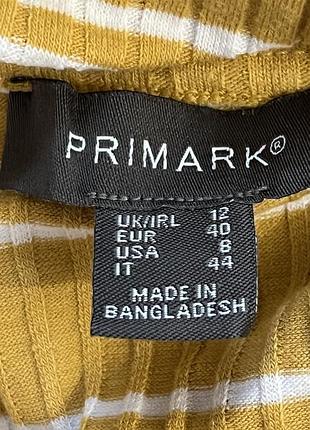 PRIMARK®
UK/IRL 12
EUR 40
USA 8
IT 44
MADE IN
BANGLADESH